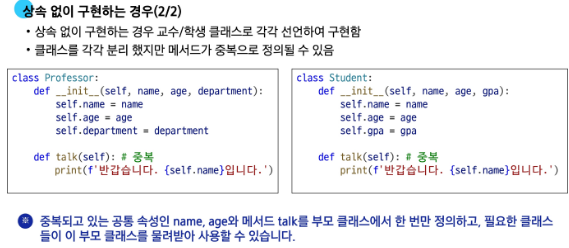 상속 없이 구현하는 경우(2/2)
• 상속 없이 구현하는 경우 교수/학생 클래스로 각각 선언하여 구현함
• 클래스를 각각 분리 했지만 메서드가 중복으로 정의될 수 있음
class Professor:
    def __init__(self, name, age, department):
        self.name = name
        self.age = age
        self.department = department
    def talk(self): # 중복
        print(f'반갑습니다. {self.name}입니다.')
class Student:
    def __init__(self, name, age, gpa):
        self.name = name
        self.age = age
        self.gpa = gpa
    def talk(self): # 중복
        print(f'반갑습니다. {self.name}입니다.')
※ 중복되고 있는 공통 속성인 name, age와 메서드 talk를 부모 클래스에서 한 번만 정의하고, 필요한 클래스
들이 이 부모 클래스를 물려받아 사용할 수 있습니다.